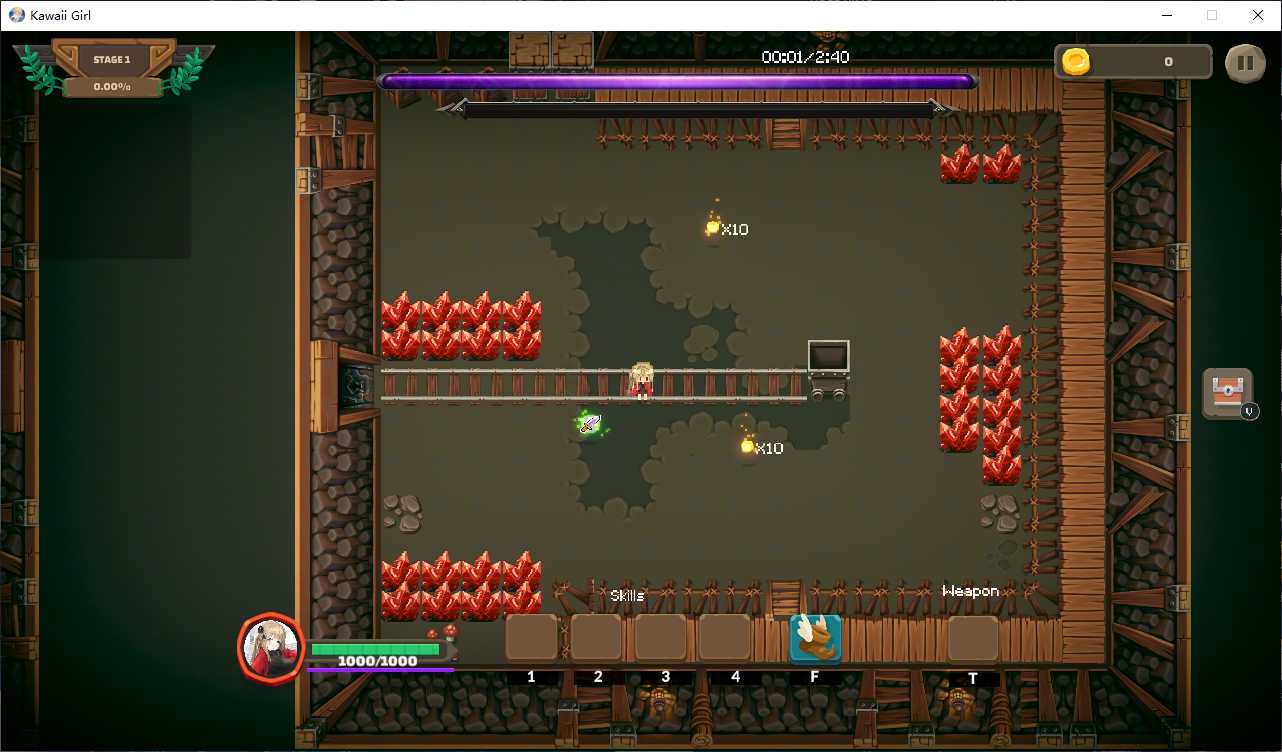 Kawaii Girl
STAGE 1
0.00%
00:01/2:40
0
X10
X10
V
Skills
Weapon
1000/1000
1
2
3
4
F
T